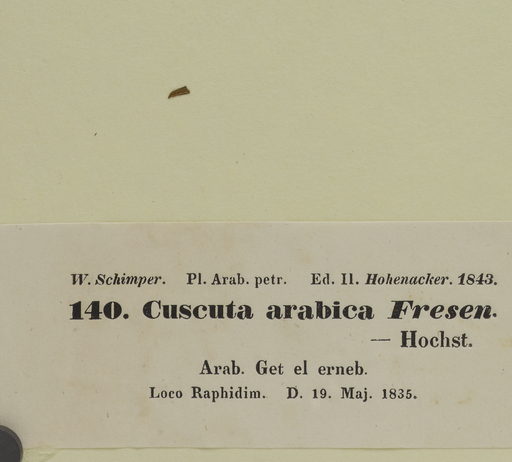 W. Schimper. Pl. Arab. petr. Ed. II. Hohenacker. 1843.
140. Cuscuta arabica Fresen.
— Hochst.
Arab. Get el erneb.
Loco Raphidim. D. 19. Maj. 1835.